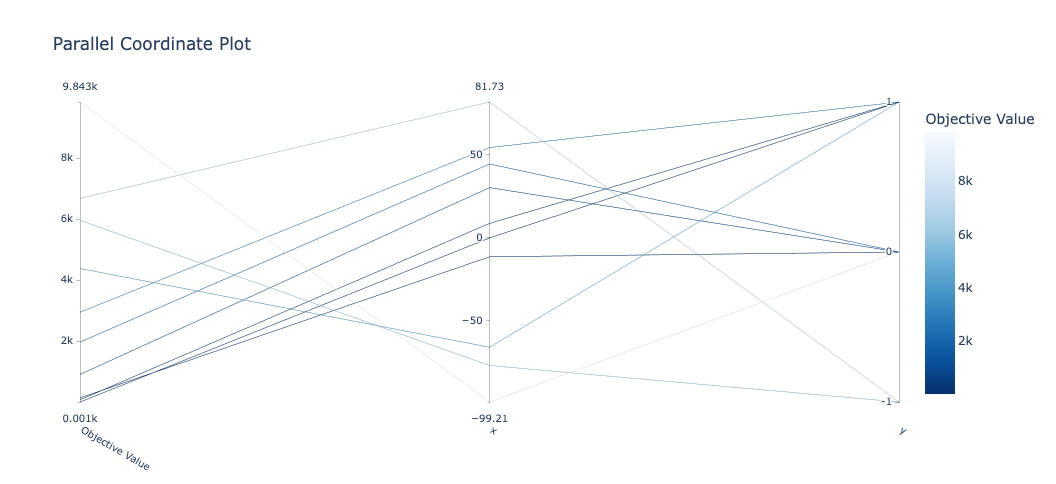 Parallel Coordinate Plot
9.843k
81.73
8k
6k
4k
2k
0.001k
Objective Value
50
0
−50
−99.21
x
1
0
-1
y
Objective Value
8k
6k
4k
2k